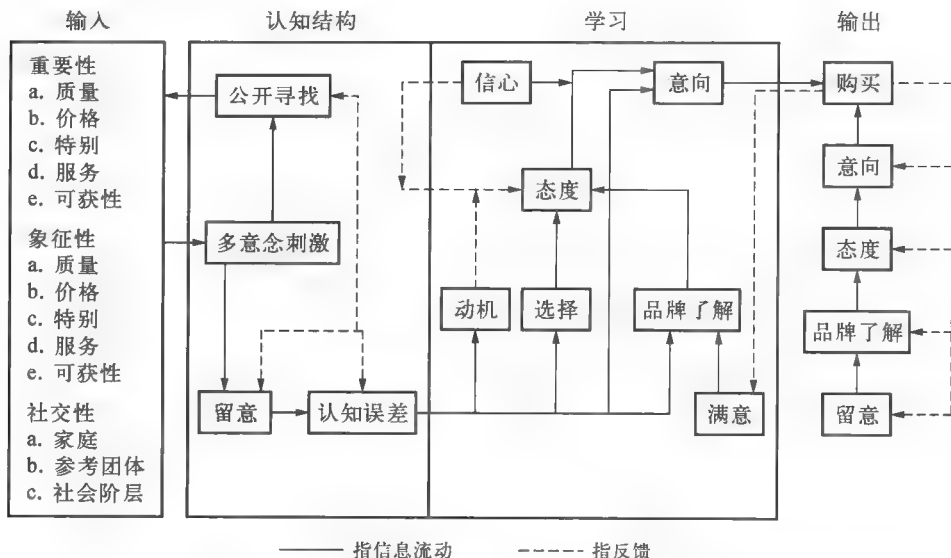 输入
认知结构
学习
输出
重要性
a. 质量
b. 价格
c. 特别
d. 服务
e. 可获性
象征性
a. 质量
b. 价格
c. 特别
d. 服务
e. 可获性
社交性
a. 家庭
b. 参考团体
c. 社会阶层
公开寻找
多意念刺激
留意
认知误差
信心
意向
态度
动机
选择
品牌了解
满意
购买
意向
态度
品牌了解
留意
指信息流动
指反馈